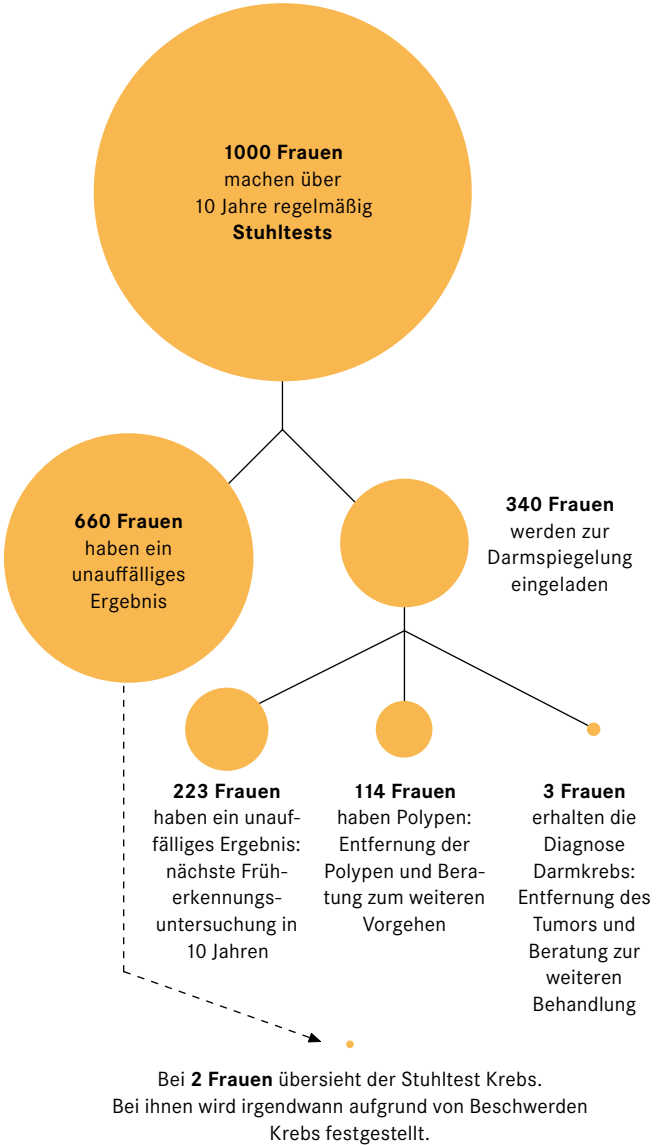 1000 Frauen
machen über
10 Jahre regelmäßig
Stuhltests
660 Frauen
haben ein
unauffälliges
Ergebnis
340 Frauen
werden zur
Darmspiegelung
eingeladen
223 Frauen
haben ein unauf-
fälliges Ergebnis:
nächste Früh-
erkennungs-
untersuchung in
10 Jahren
114 Frauen
haben Polypen:
Entfernung der
Polypen und Bera-
tung zum weiteren
Vorgehen
3 Frauen
erhalten die
Diagnose
Darmkrebs:
Entfernung des
Tumors und
Beratung zur
weiteren
Behandlung
Bei 2 Frauen übersieht der Stuhltest Krebs.
Bei ihnen wird irgendwann aufgrund von Beschwerden
Krebs festgestellt.